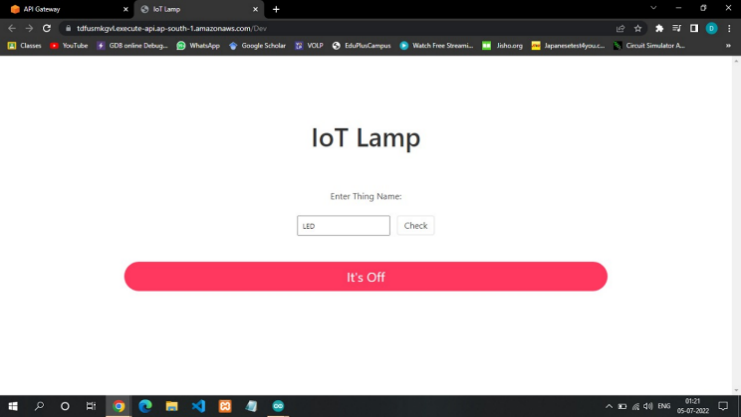 API Gateway
IoT Lamp
tdfusmkgvl.execute-api.ap-south-1.amazonaws.com/Dev
Classes YouTube GDB online Debug... WhatsApp Google Scholar VOLP EduPlusCampus Watch Free Streami... Jisho.org Japanesetest4you.c... Circuit Simulator A... »
IoT Lamp
Enter Thing Name:
LED
Check
It's Off
ENG
01:21
05-07-2022